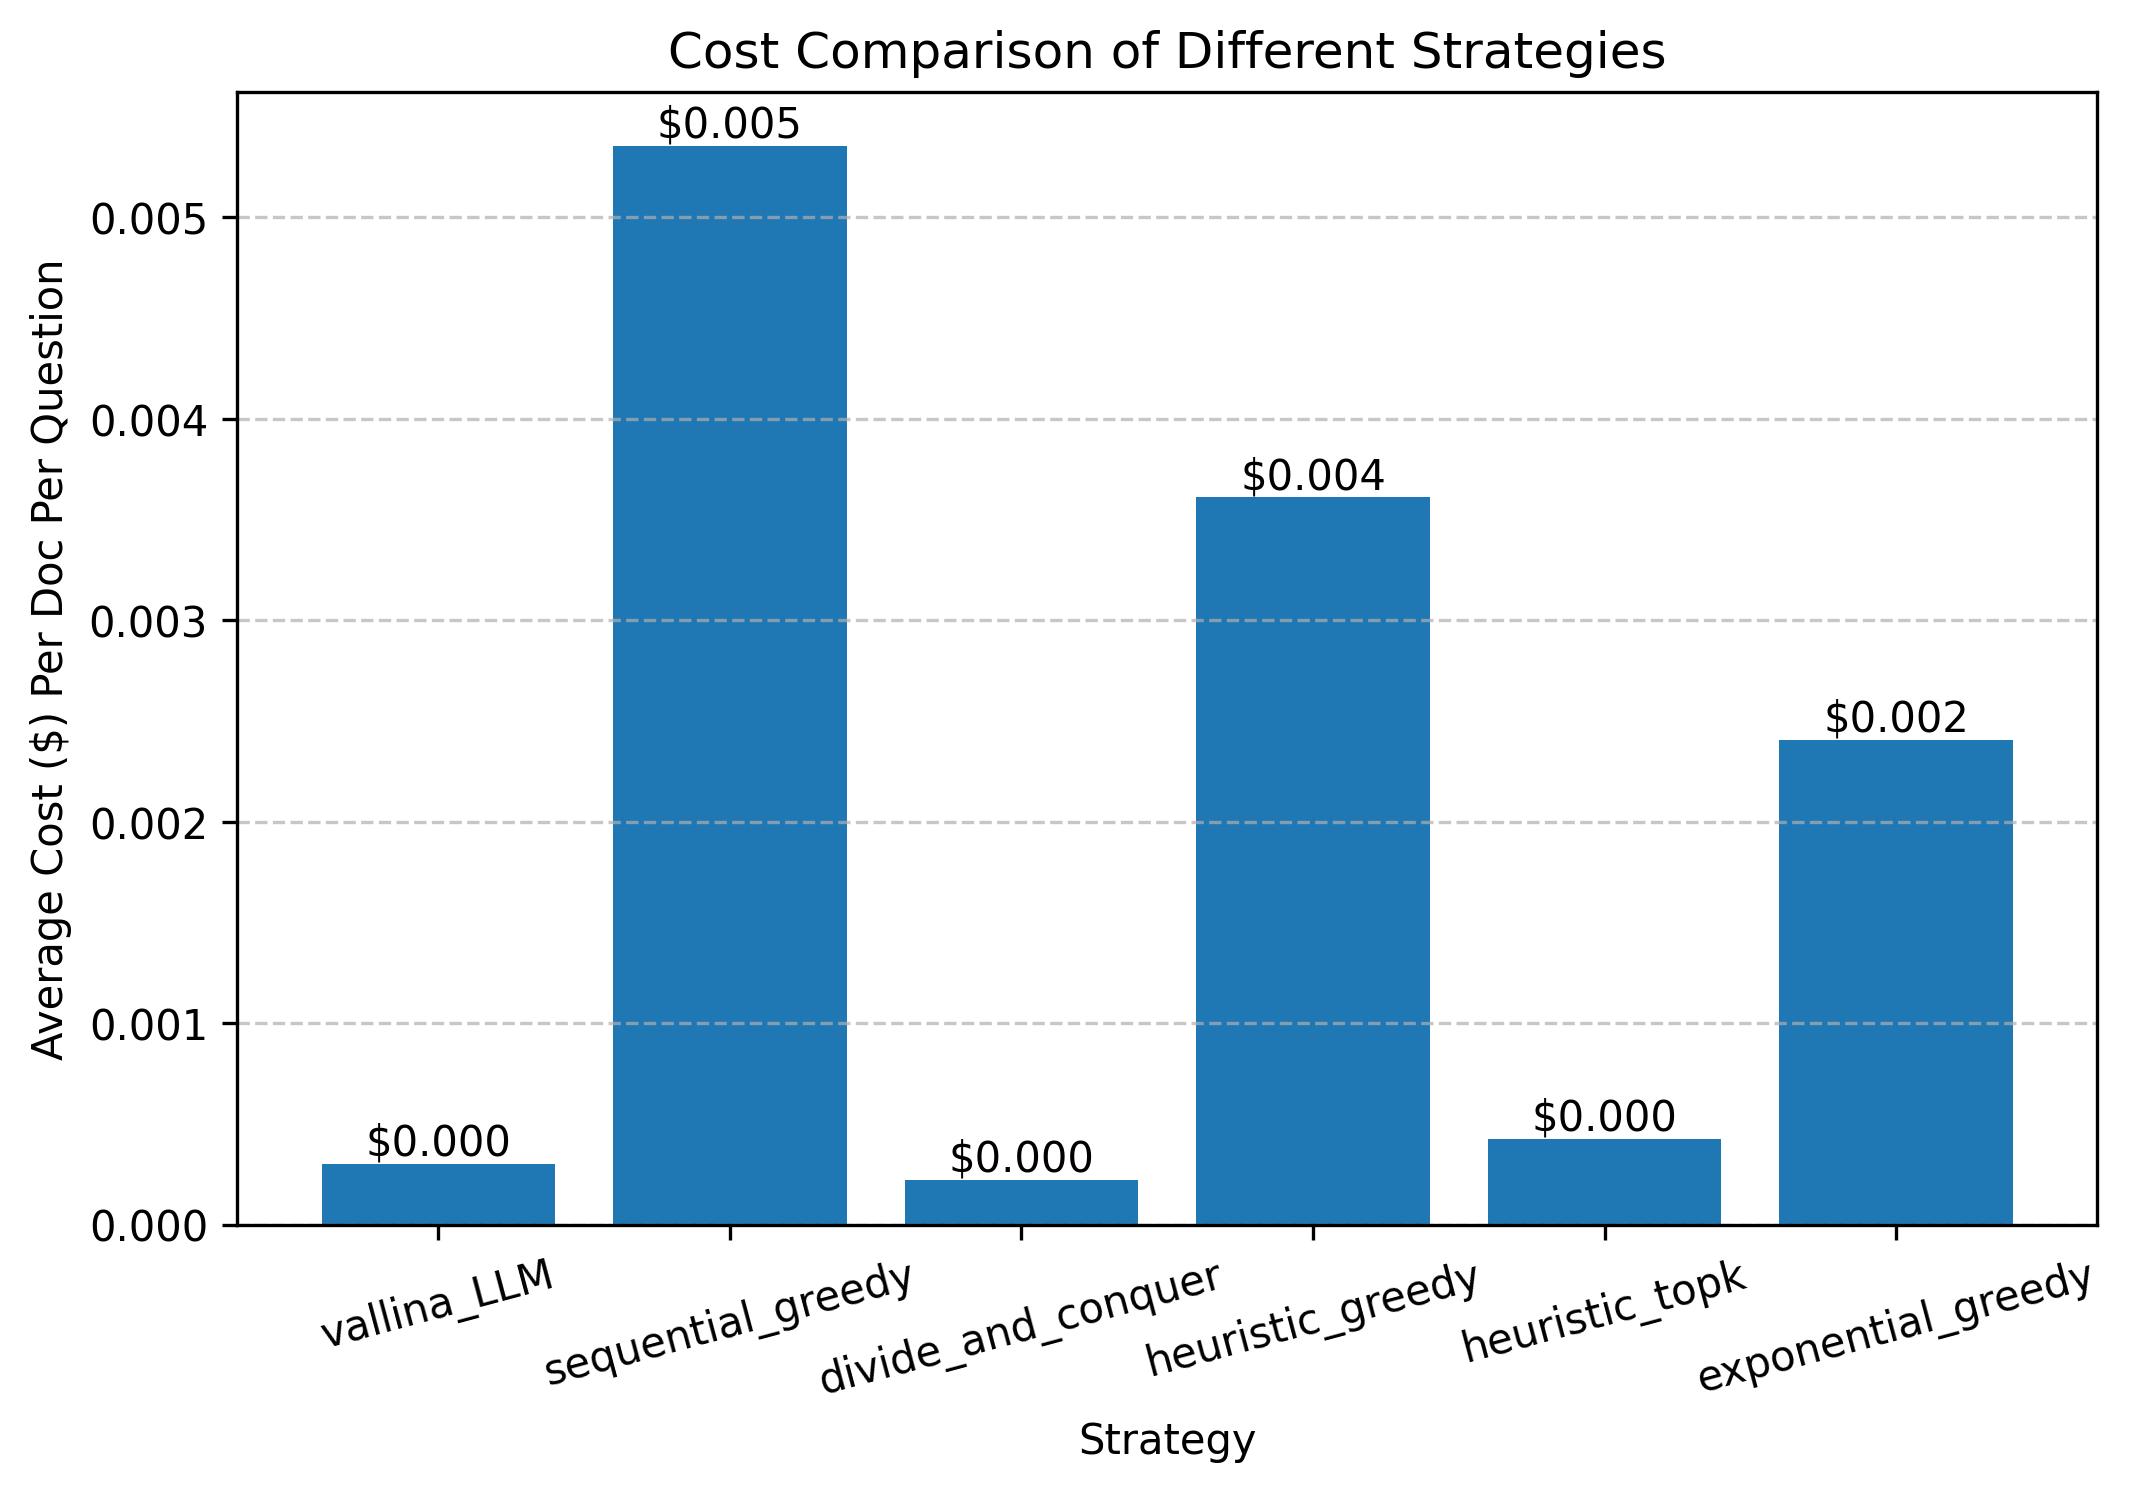 Cost Comparison of Different Strategies
Average Cost ($) Per Doc Per Question
0.005
0.004
0.003
0.002
0.001
0.000
$0.000
$0.005
$0.000
$0.004
$0.000
$0.002
vallina_LLM
sequential_greedy
divide_and_conquer
heuristic_greedy
heuristic_topk
exponential_greedy
Strategy